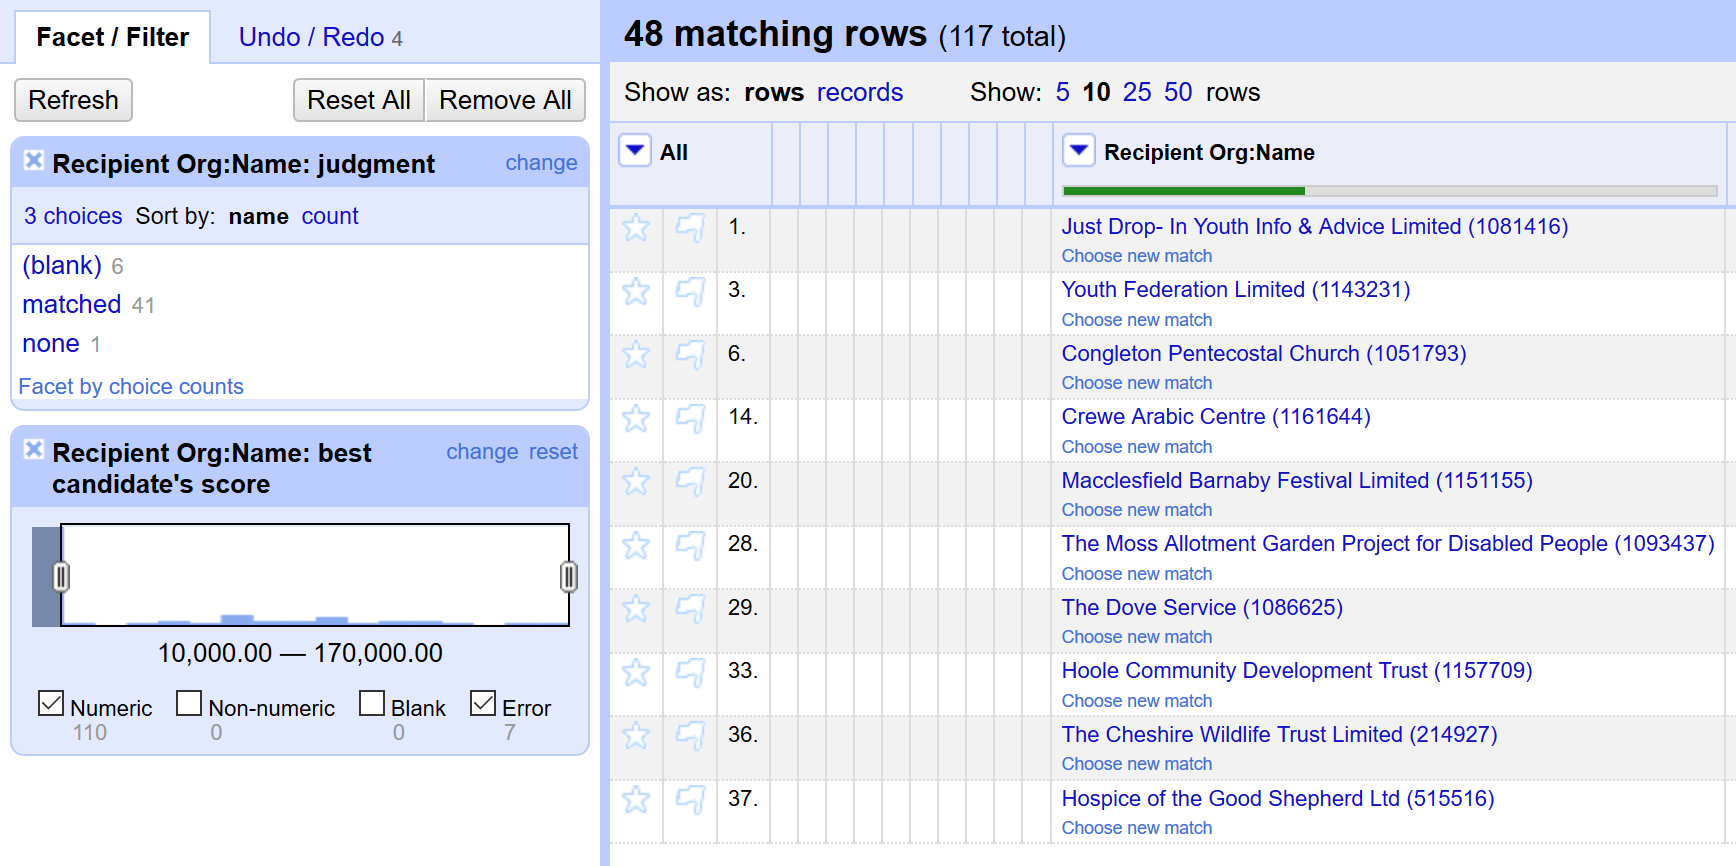 Facet / Filter
Undo / Redo 4
Refresh
Reset All
Remove All
Recipient Org:Name: judgment
change
3 choices Sort by: name count
(blank) 6
matched 41
none 1
Facet by choice counts
Recipient Org:Name: best candidate's score
change reset
10,000.00 — 170,000.00
Numeric
110
Non-numeric
0
Blank
0
Error
7
48 matching rows (117 total)
Show as: rows records
Show: 5 10 25 50 rows
All
Recipient Org:Name
1. Just Drop- In Youth Info & Advice Limited (1081416)
Choose new match
3. Youth Federation Limited (1143231)
Choose new match
6. Congleton Pentecostal Church (1051793)
Choose new match
14. Crewe Arabic Centre (1161644)
Choose new match
20. Macclesfield Barnaby Festival Limited (1151155)
Choose new match
28. The Moss Allotment Garden Project for Disabled People (1093437)
Choose new match
29. The Dove Service (1086625)
Choose new match
33. Hoole Community Development Trust (1157709)
Choose new match
36. The Cheshire Wildlife Trust Limited (214927)
Choose new match
37. Hospice of the Good Shepherd Ltd (515516)
Choose new match